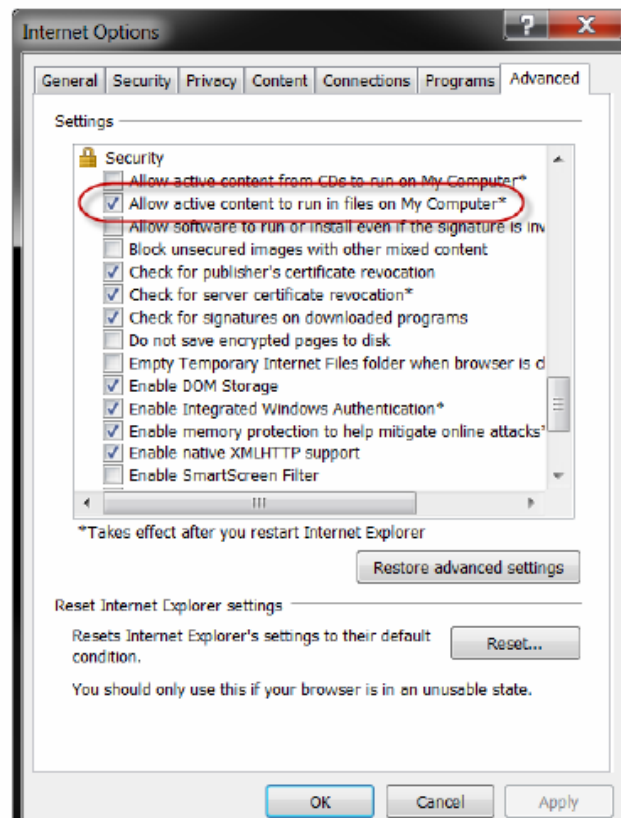 Internet Options
General Security Privacy Content Connections Programs Advanced
Settings
Security
Allow active content from CDs to run on My Computer*
Allow active content to run in files on My Computer*
Allow software to run or install even if the signature is inv
Block unsecured images with other mixed content
Check for publisher's certificate revocation
Check for server certificate revocation*
Check for signatures on downloaded programs
Do not save encrypted pages to disk
Empty Temporary Internet Files folder when browser is cl
Enable DOM Storage
Enable Integrated Windows Authentication*
Enable memory protection to help mitigate online attacks*
Enable native XMLHTTP support
Enable SmartScreen Filter
*Takes effect after you restart Internet Explorer
Restore advanced settings
Reset Internet Explorer settings
Resets Internet Explorer's settings to their default
condition.
Reset...
You should only use this if your browser is in an unusable state.
OK Cancel Apply